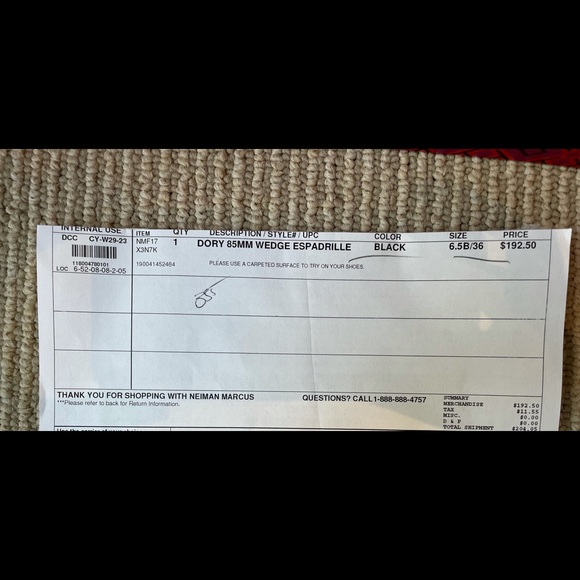 INTERNAL USE ITEM QTY DESCRIPTION / STYLE# / UPC COLOR SIZE PRICE
DCC CY-W29-23 NMF17 1 DORY 85MM WEDGE ESPADRILLE BLACK 6.5B/36 $192.50
X3N7K
118004780101 190041452464 PLEASE USE A CARPETED SURFACE TO TRY ON YOUR SHOES.
LOC 6-52-08-08-2-05
THANK YOU FOR SHOPPING WITH NEIMAN MARCUS QUESTIONS? CALL 1-888-888-4757 SUMMARY
***Please refer to back for Return Information. MERCHANDISE $192.50
TAX $11.55
MISC. $0.00
D & P $0.00
TOTAL SHIPMENT $204.05